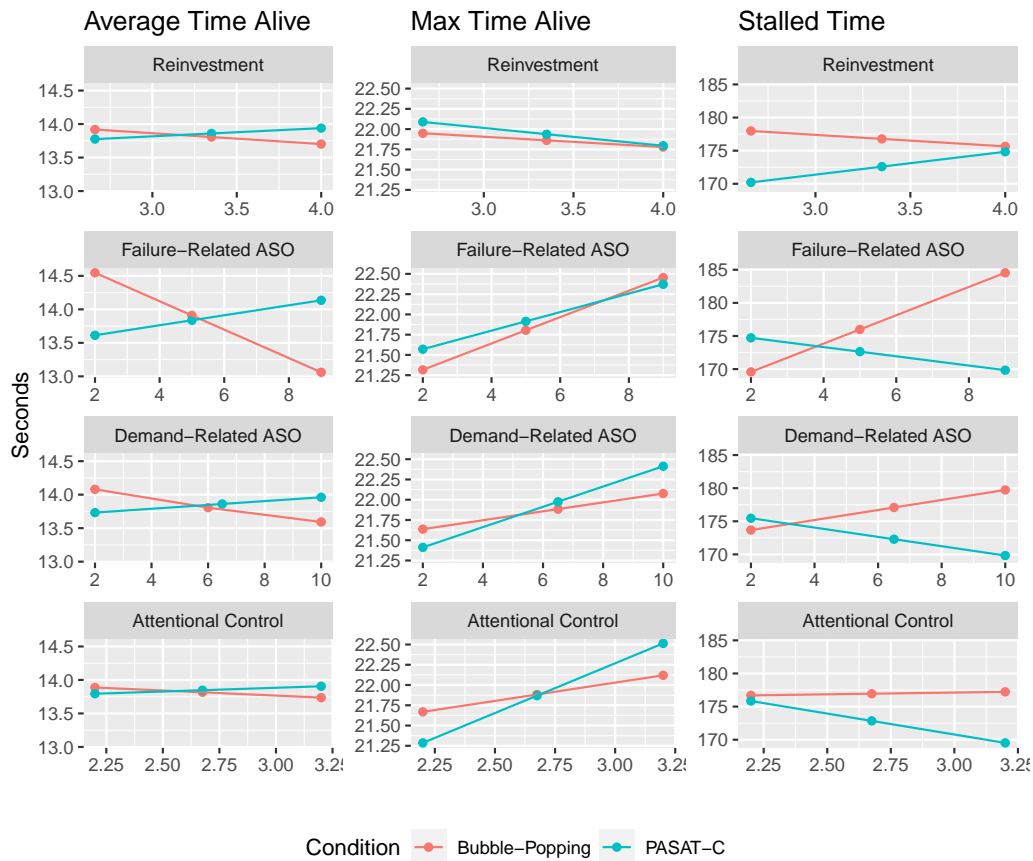 Average Time Alive
Max Time Alive
Stalled Time
Seconds
Reinvestment
14.5
14.0
13.5
13.0
3.0 3.5 4.0
Reinvestment
22.50
22.25
22.00
21.75
21.50
21.25
3.0 3.5 4.0
Reinvestment
185
180
175
170
3.0 3.5 4.0
Failure−Related ASO
14.5
14.0
13.5
13.0
2 4 6 8
Failure−Related ASO
22.50
22.25
22.00
21.75
21.50
21.25
2 4 6 8
Failure−Related ASO
185
180
175
170
2 4 6 8
Demand−Related ASO
14.5
14.0
13.5
13.0
2 4 6 8 10
Demand−Related ASO
22.50
22.25
22.00
21.75
21.50
21.25
2 4 6 8 10
Demand−Related ASO
185
180
175
170
2 4 6 8 10
Attentional Control
14.5
14.0
13.5
13.0
2.25 2.50 2.75 3.00 3.25
Attentional Control
22.50
22.25
22.00
21.75
21.50
21.25
2.25 2.50 2.75 3.00 3.25
Attentional Control
185
180
175
170
2.25 2.50 2.75 3.00 3.25
Condition Bubble−Popping PASAT−C